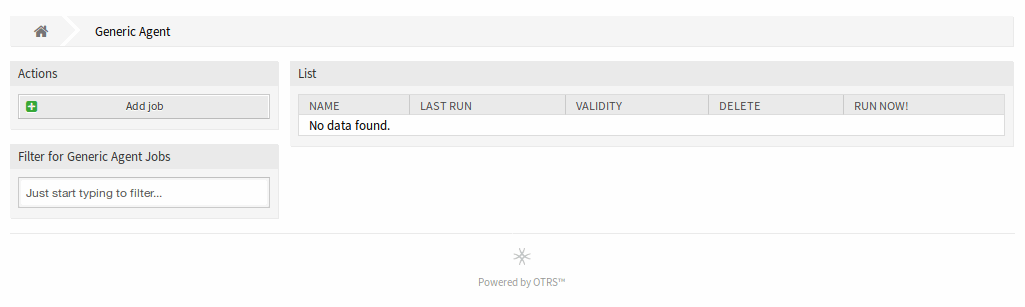 Generic Agent
Actions
Add job
Filter for Generic Agent Jobs
Just start typing to filter...
List
NAME LAST RUN VALIDITY DELETE RUN NOW!
No data found.
Powered by OTRS™